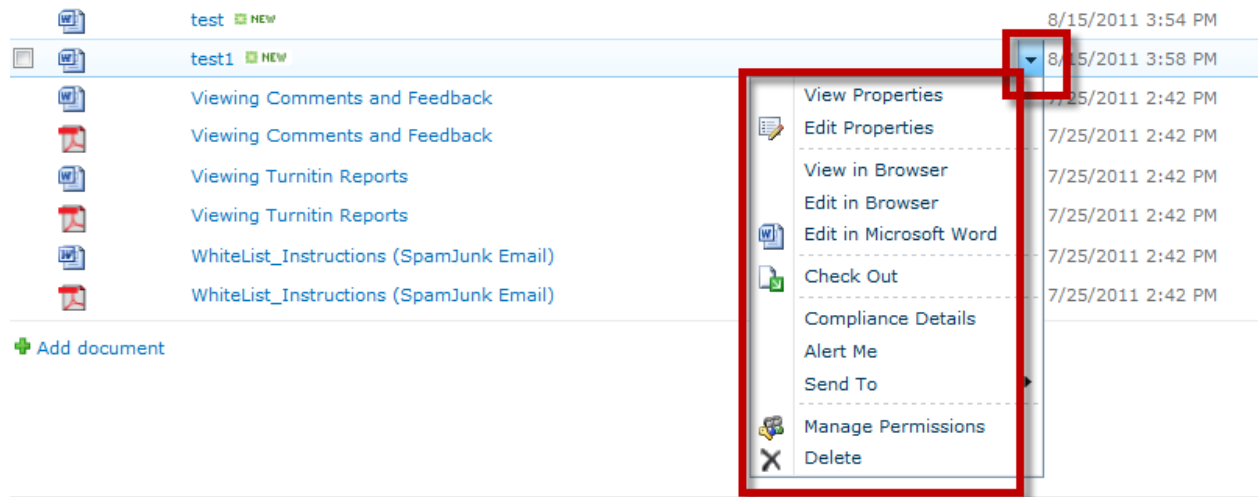 test NEW 8/15/2011 3:54 PM
test1 NEW 8/15/2011 3:58 PM
Viewing Comments and Feedback 7/25/2011 2:42 PM
Viewing Comments and Feedback 7/25/2011 2:42 PM
Viewing Turnitin Reports 7/25/2011 2:42 PM
Viewing Turnitin Reports 7/25/2011 2:42 PM
WhiteList_Instructions (SpamJunk Email) 7/25/2011 2:42 PM
WhiteList_Instructions (SpamJunk Email) 7/25/2011 2:42 PM
Add document
View Properties
Edit Properties
View in Browser
Edit in Browser
Edit in Microsoft Word
Check Out
Compliance Details
Alert Me
Send To
Manage Permissions
Delete